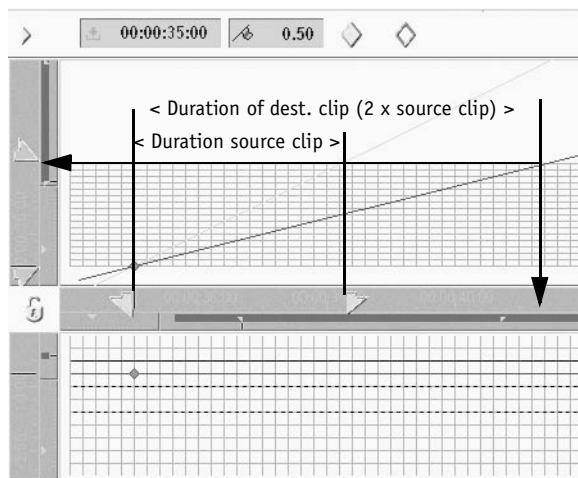 00:00:35:00 0.50
< Duration of dest. clip (2 x source clip) >
< Duration source clip >